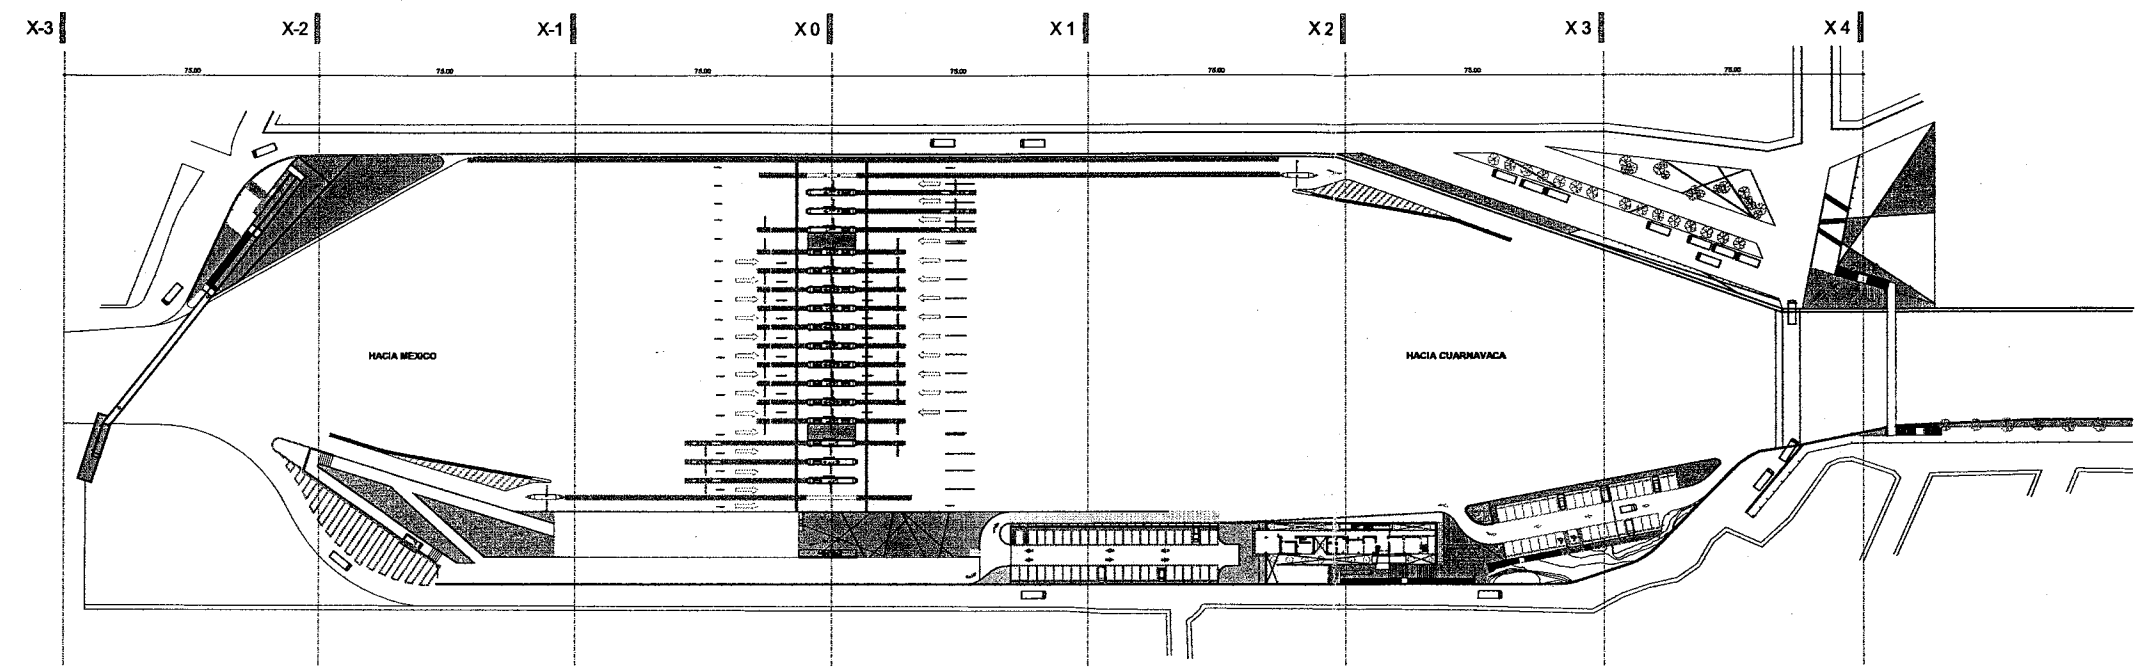 X-3 X-2 X-1 X 0 X 1 X 2 X 3 X 4
75.00 75.00 75.00 75.00 75.00 75.00 75.00
HACIA MEXICO
HACIA CUARNAVACA